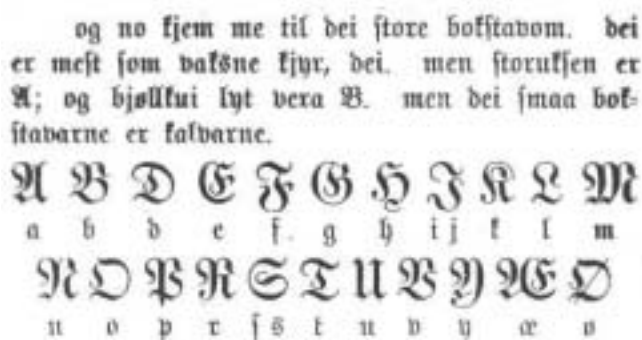 og no kjem me til dei store bokſtavom. dei
er meſt ſom vakſne kjyr, dei. men ſtorukſen er
A; og bjøllkui lyt vera B. men dei ſmaa bok-
ſtavarne er kalvarne.
A B D E F G H J K L M
a b d e f. g h i j k l m
N O P R S T U V Y Æ Ø
n o p r ſ s t u v y æ ø